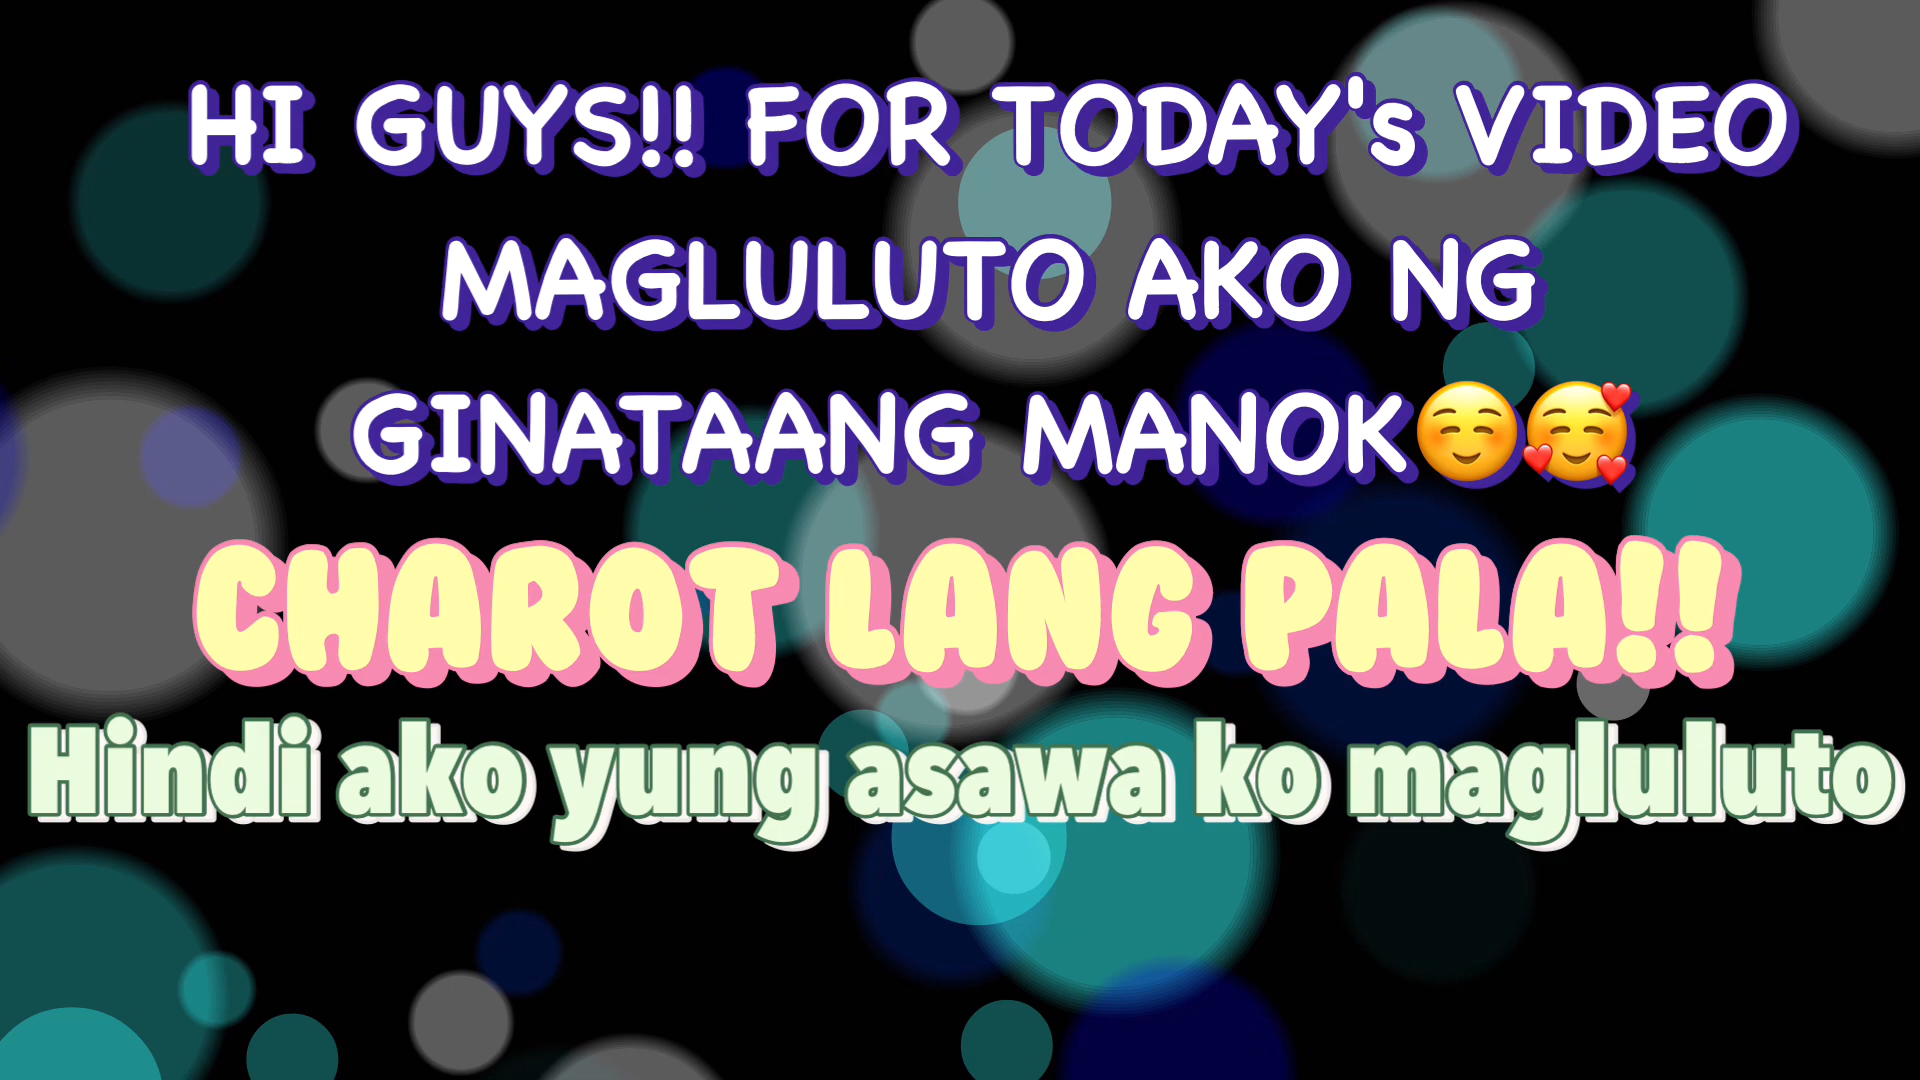 HI GUYS!! FOR TODAY's VIDEO
MAGLULUTO AKO NG
GINATAANG MANOK☺️🥰
CHAROT LANG PALA!!
Hindi ako yung asawa ko magluluto